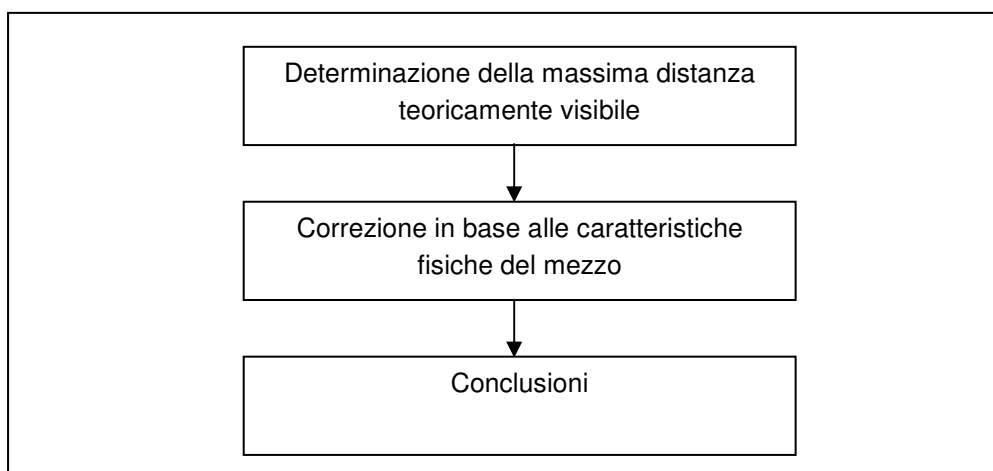 Determinazione della massima distanza
teoricamente visibile
Correzione in base alle caratteristiche
fisiche del mezzo
Conclusioni